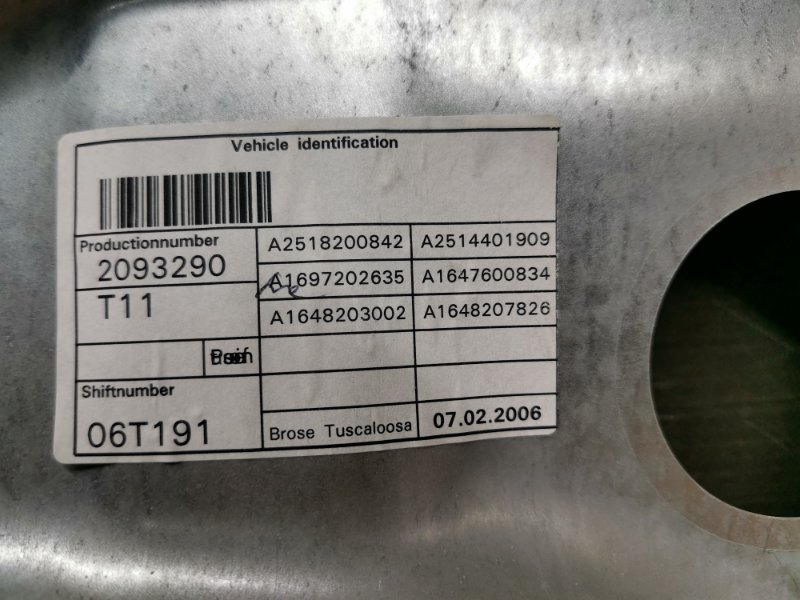 Vehicle identification
Productionnumber
2093290
T11
Shiftnumber
06T191
A2518200842 A2514401909
A1697202635 A1647600834
A1648203002 A1648207826
Brose Tuscaloosa 07.02.2006